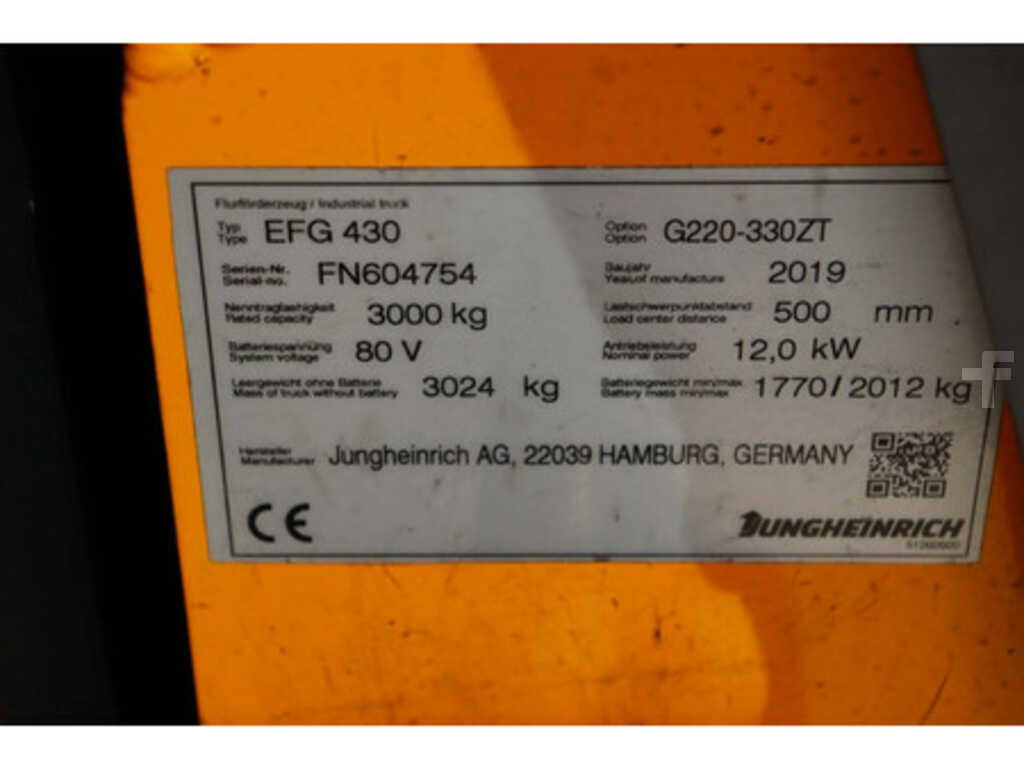 Flurförderzeug / Industrial truck
Typ Type EFG 430 Option Option G220-330ZT
Serien-Nr. Serial-no. FN604754 Baujahr Year of manufacture 2019
Nenntragfaehigkeit Rated capacity 3000 kg Lastschwerpunktabstand Load center distance 500 mm
Batteriespannung System voltage 80 V Antriebsleistung Nominal power 12,0 kW
Leergewicht ohne Batterie Mass of truck without battery 3024 kg Batteriegewicht min/max Battery mass min/max 1770/2012 kg
Hersteller Manufacturer Jungheinrich AG, 22039 HAMBURG, GERMANY
CE JUNGHEINRICH